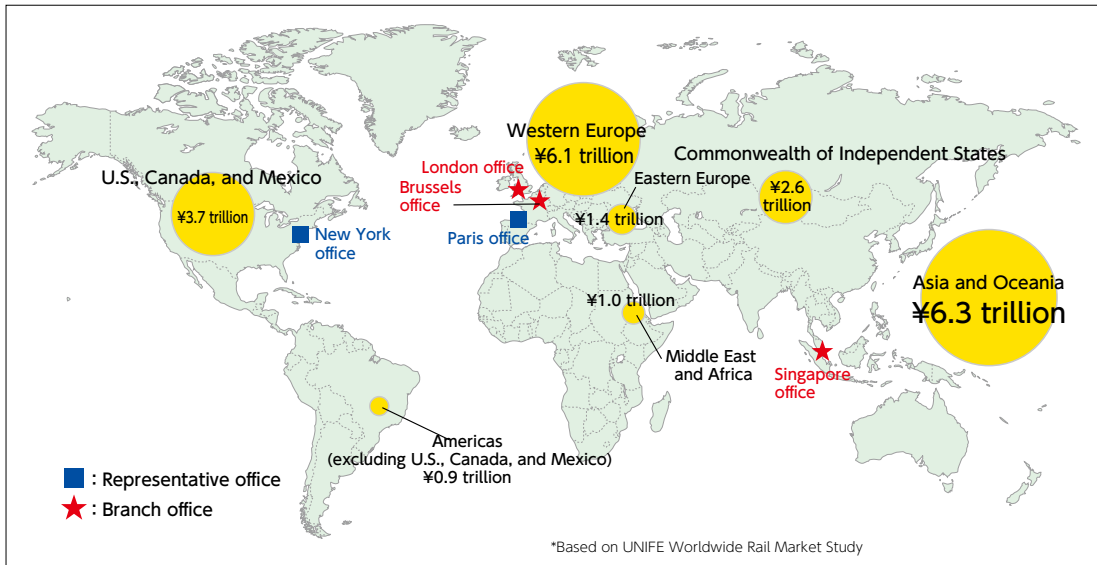 Western Europe
¥6.1 trillion
U.S., Canada, and Mexico
¥3.7 trillion
London office
Brussels
office
Eastern Europe
¥1.4 trillion
Commonwealth of Independent States
¥2.6
trillion
New York
office
Paris office
Asia and Oceania
¥6.3 trillion
¥1.0 trillion
Middle East
and Africa
Singapore
office
Americas
(excluding U.S., Canada, and Mexico)
¥0.9 trillion
: Representative office
: Branch office
*Based on UNIFE Worldwide Rail Market Study